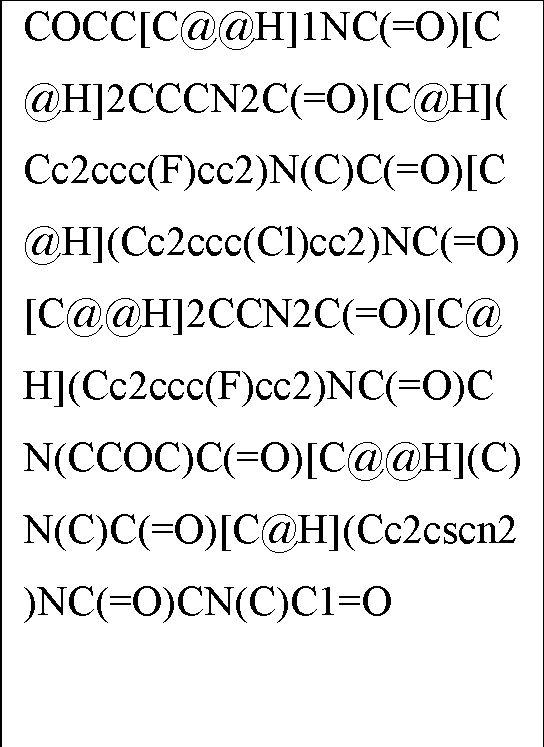 COCC[C@@H]1NC(=O)[C
@H]2CCCN2C(=O)[C@H](
Cc2ccc(F)cc2)N(C)C(=O)[C
@H](Cc2ccc(Cl)cc2)NC(=O)
[C@@H]2CCN2C(=O)[C@
H](Cc2ccc(F)cc2)NC(=O)C
N(CCOC)C(=O)[C@@H](C)
N(C)C(=O)[C@H](Cc2cscn2
)NC(=O)CN(C)C1=O